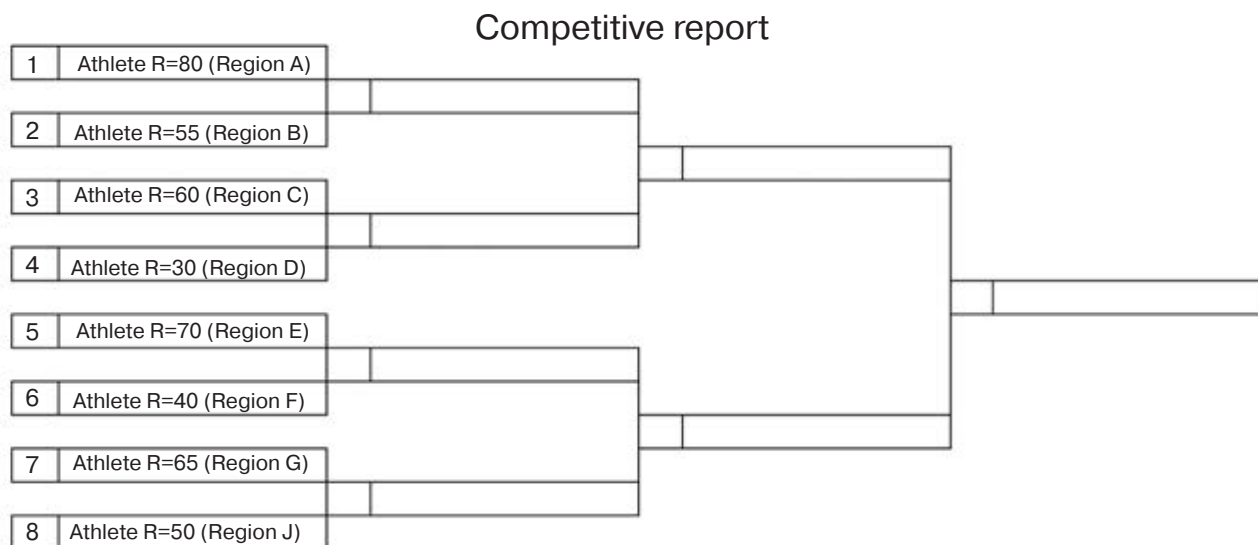 Competitive report
1 Athlete R=80 (Region A)
2 Athlete R=55 (Region B)
3 Athlete R=60 (Region C)
4 Athlete R=30 (Region D)
5 Athlete R=70 (Region E)
6 Athlete R=40 (Region F)
7 Athlete R=65 (Region G)
8 Athlete R=50 (Region J)